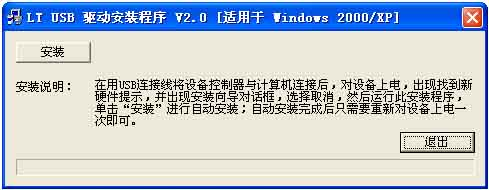 LT USB 驱动安装程序 V2.0 [适用于 Windows 2000/XP]
安装
安装说明： 在用USB连接线将设备控制器与计算机连接后，对设备上电，出现找到新
硬件提示，并出现安装向导对话框，选择取消，然后运行此安装程序，
单击“安装”进行自动安装；自动安装完成后只需要重新对设备上电一
次即可。
退出